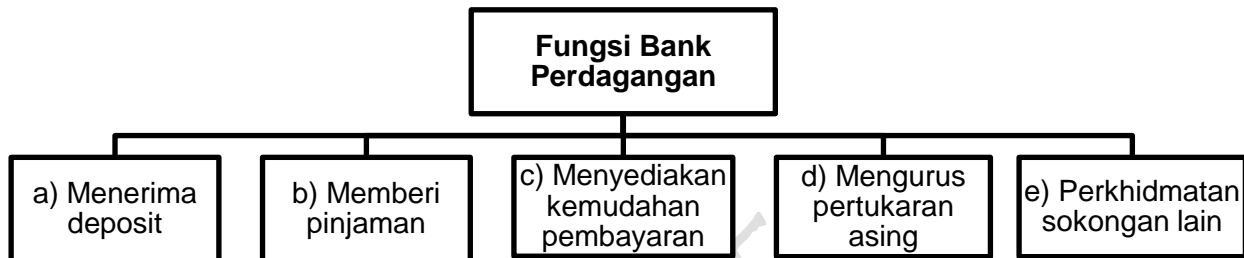 Fungsi Bank
Perdagangan
a) Menerima
deposit
b) Memberi
pinjaman
c) Menyediakan
kemudahan
pembayaran
d) Mengurus
pertukaran
asing
e) Perkhidmatan
sokongan lain